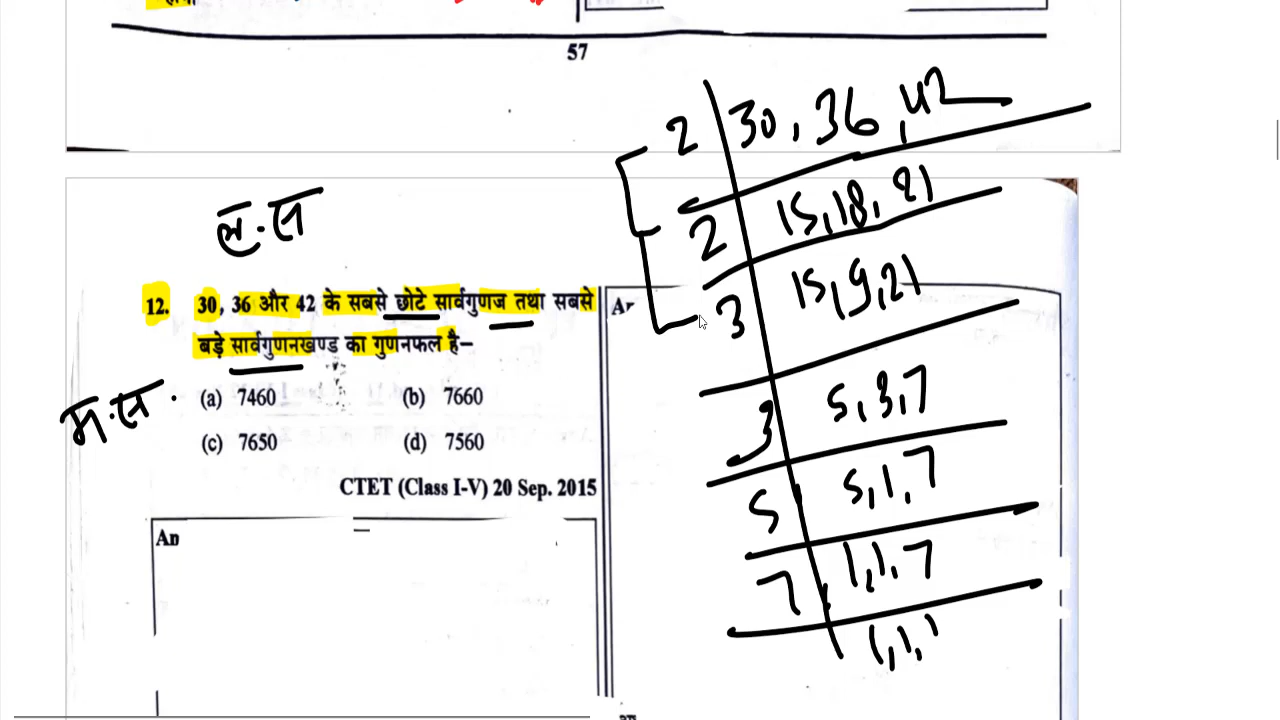 57
ल.स
12. 30, 36 और 42 के सबसे छोटे सार्वगुणज तथा सबसे
बड़े सार्वगुणनखण्ड का गुणनफल है–
म.स.
(a) 7460 (b) 7660
(c) 7650 (d) 7560
CTET (Class I-V) 20 Sep. 2015
An
An
2 30, 36, 42
2 15, 18, 21
3 15, 9, 21
3 5, 3, 7
5 5, 1, 7
7 1, 1, 7
1, 1, 1